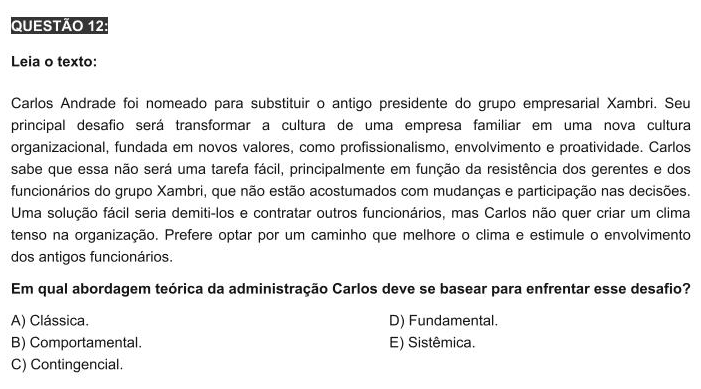 QUESTÃO 12:
Leia o texto:
Carlos Andrade foi nomeado para substituir o antigo presidente do grupo empresarial Xambri. Seu
principal desafio será transformar a cultura de uma empresa familiar em uma nova cultura
organizacional, fundada em novos valores, como profissionalismo, envolvimento e proatividade. Carlos
sabe que essa não será uma tarefa fácil, principalmente em função da resistência dos gerentes e dos
funcionários do grupo Xambri, que não estão acostumados com mudanças e participação nas decisões.
Uma solução fácil seria demiti-los e contratar outros funcionários, mas Carlos não quer criar um clima
tenso na organização. Prefere optar por um caminho que melhore o clima e estimule o envolvimento
dos antigos funcionários.
Em qual abordagem teórica da administração Carlos deve se basear para enfrentar esse desafio?
A) Clássica.
B) Comportamental.
C) Contingencial.
D) Fundamental.
E) Sistêmica.